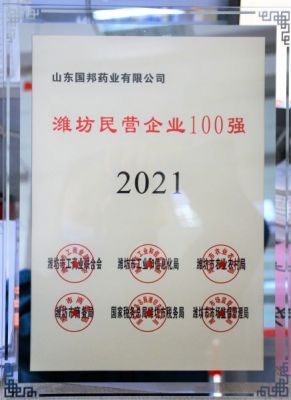 山东国邦药业有限公司
潍坊民营企业100强
2021
潍坊市工商业联合会 潍坊市工业和信息化局 潍坊市农业农村局
潍坊市商务局 国家税务总局潍坊市税务局 潍坊市市场监督管理局